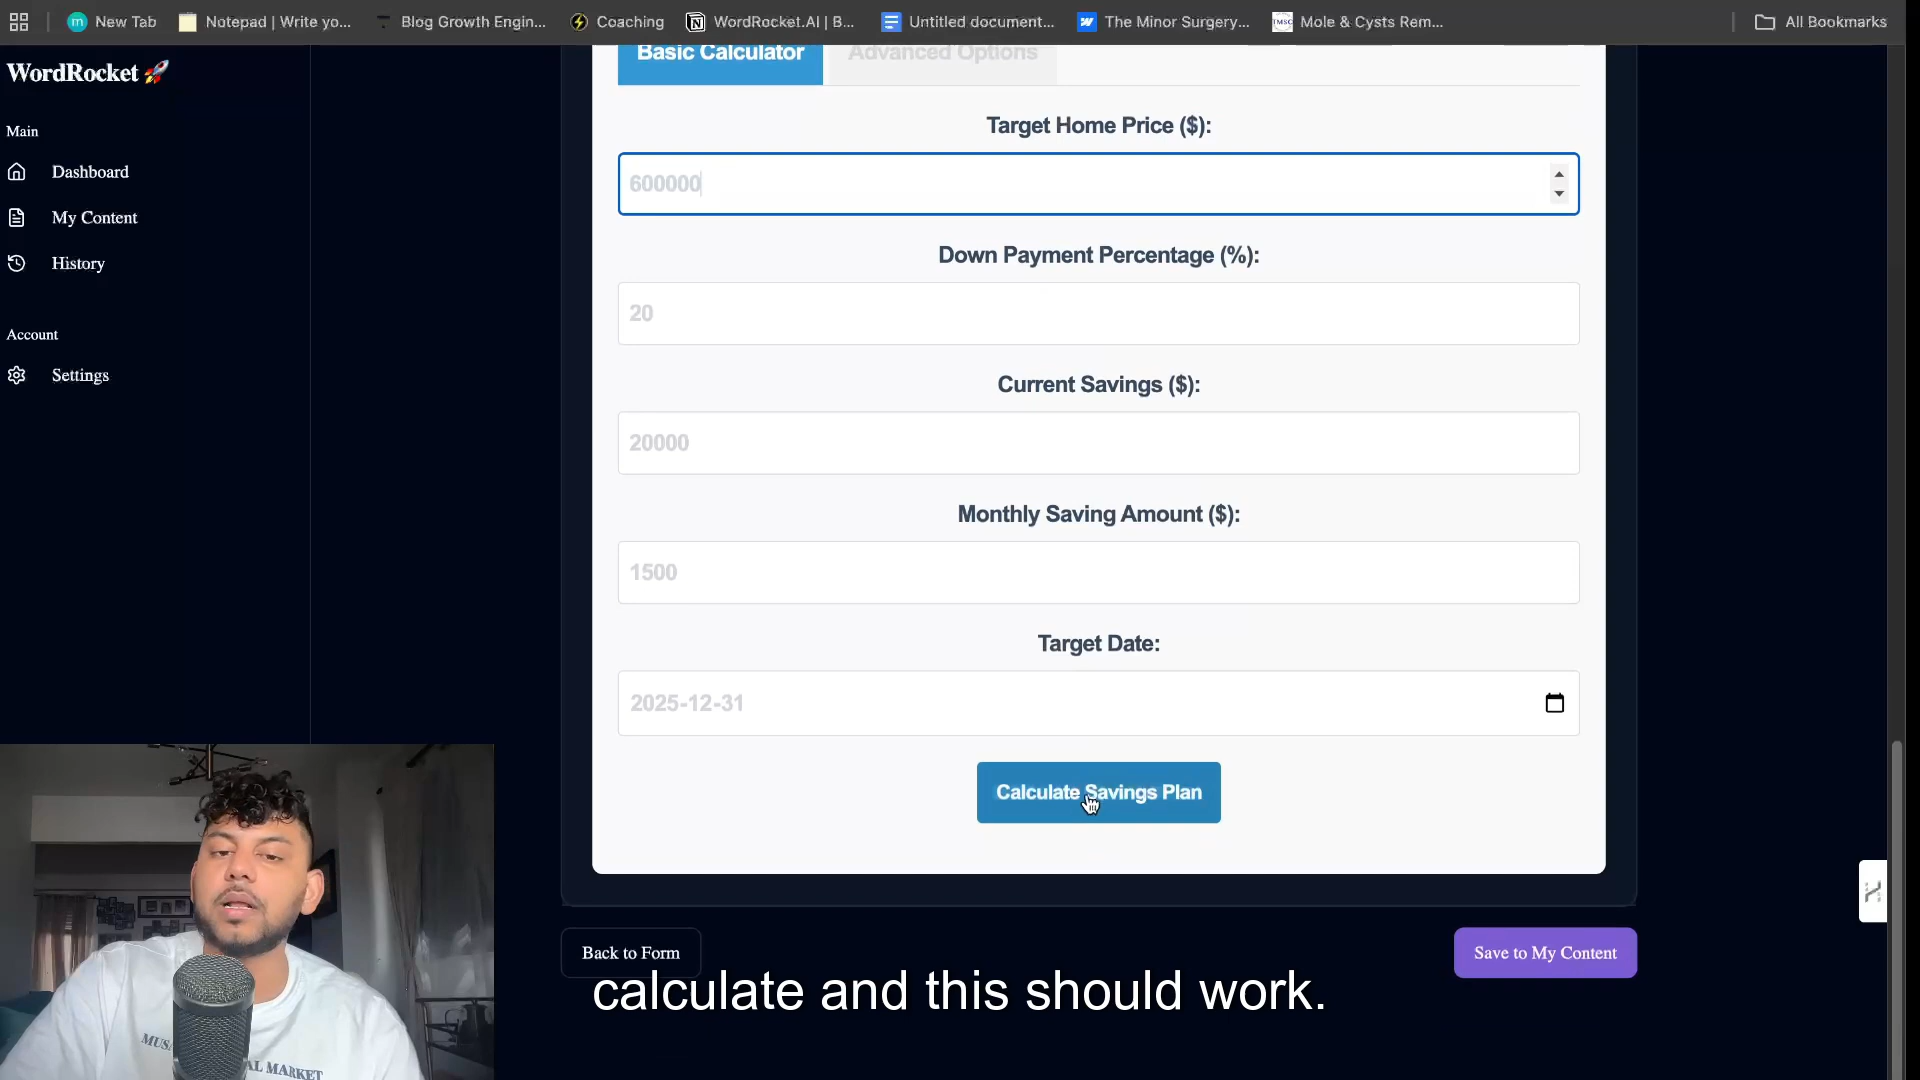 New Tab
Notepad | Write yo...
Blog Growth Engin...
Coaching
WordRocket.AI | B...
Untitled document...
The Minor Surgery...
TMSC
Mole & Cysts Rem...
All Bookmarks
WordRocket 🚀
Main
Dashboard
My Content
History
Account
Settings
Basic Calculator
Advanced Options
Target Home Price ($):
600000
Down Payment Percentage (%):
20
Current Savings ($):
20000
Monthly Saving Amount ($):
1500
Target Date:
2025-12-31
Calculate Savings Plan
Back to Form
Save to My Content
calculate and this should work.
AL MARKET